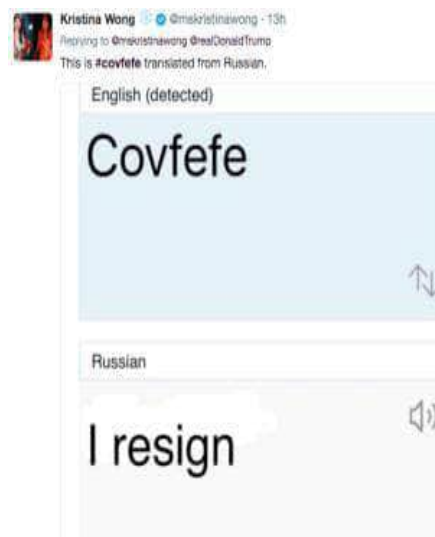 Kristina Wong @mskristinawong · 13h
Replying to @mskristinawong @realDonaldTrump
This is #covfefe translated from Russian.
English (detected)
Covfefe
Russian
I resign